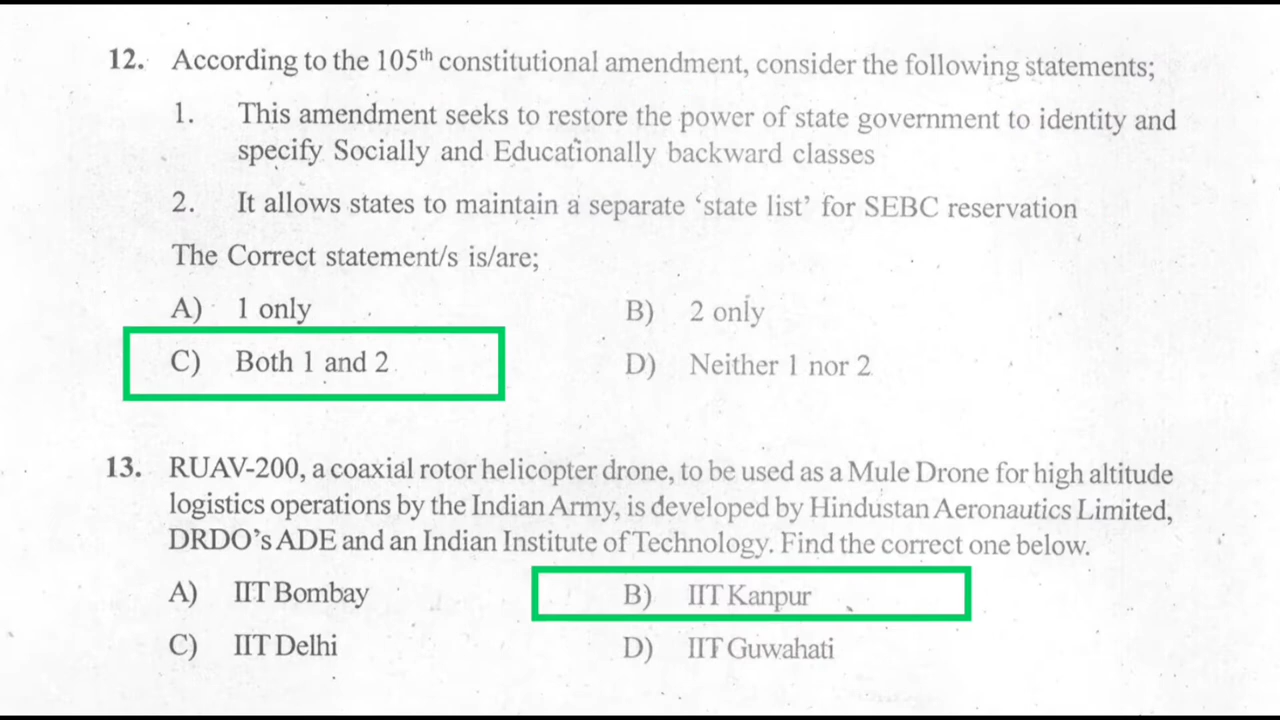 12. According to the 105th constitutional amendment, consider the following statements;
1. This amendment seeks to restore the power of state government to identity and
specify Socially and Educationally backward classes
2. It allows states to maintain a separate ‘state list’ for SEBC reservation
The Correct statement/s is/are;
A) 1 only B) 2 only
C) Both 1 and 2 D) Neither 1 nor 2
13. RUAV-200, a coaxial rotor helicopter drone, to be used as a Mule Drone for high altitude
logistics operations by the Indian Army, is developed by Hindustan Aeronautics Limited,
DRDO’s ADE and an Indian Institute of Technology. Find the correct one below.
A) IIT Bombay B) IIT Kanpur
C) IIT Delhi D) IIT Guwahati